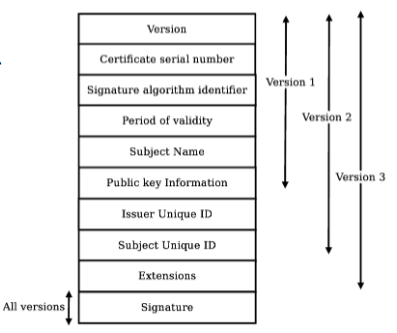 Version
Certificate serial number
Signature algorithm identifier
Version 1
Period of validity
Version 2
Subject Name
Public key Information
Version 3
Issuer Unique ID
Subject Unique ID
Extensions
All versions
Signature